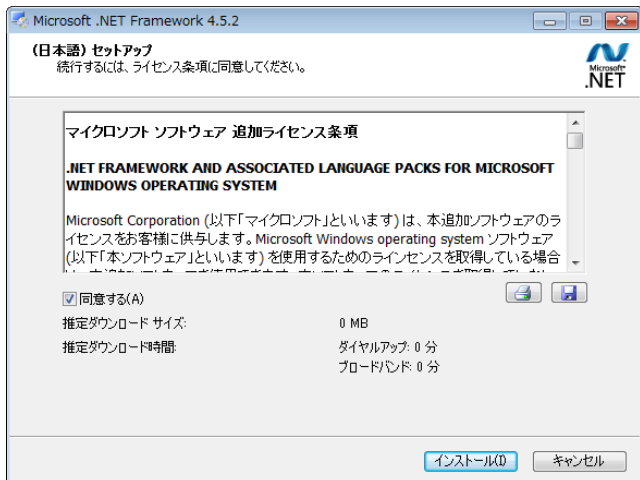 Microsoft .NET Framework 4.5.2
(日本語) セットアップ
続行するには、ライセンス条項に同意してください。
Microsoft®
.NET
マイクロソフト ソフトウェア 追加ライセンス条項
.NET FRAMEWORK AND ASSOCIATED LANGUAGE PACKS FOR MICROSOFT
WINDOWS OPERATING SYSTEM
Microsoft Corporation (以下「マイクロソフト」といいます) は、本追加ソフトウェアのラ
イセンスをお客様に供与します。Microsoft Windows operating system ソフトウェア
(以下「本ソフトウェア」といいます) を使用するためのラインセンスを取得している場合
同意する(A)
推定ダウンロード サイズ:
0 MB
推定ダウンロード時間:
ダイヤルアップ: 0 分
ブロードバンド: 0 分
インストール(I)
キャンセル